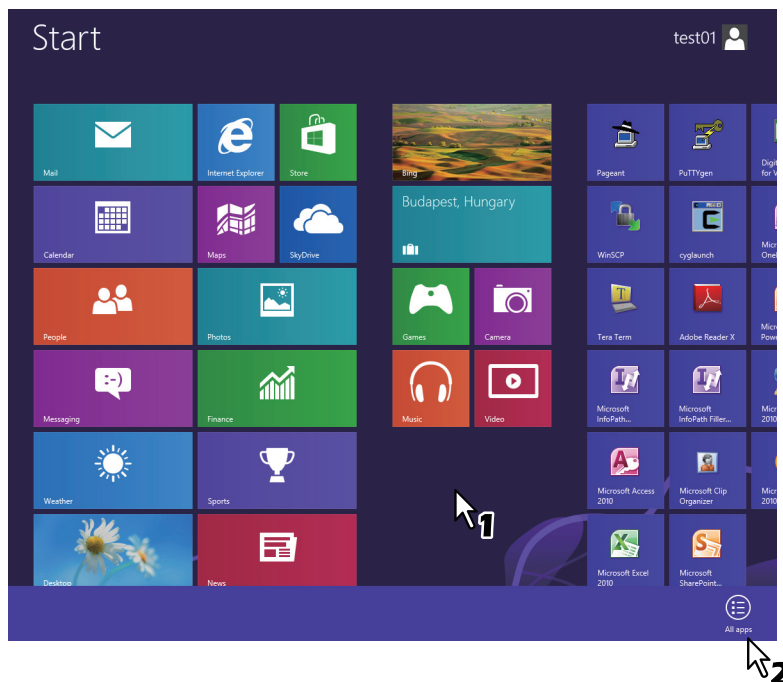 Start
test01
Mail
Internet Explorer
Store
Bing
Pageant
PuTTYgen
Digit
for V
Calendar
Maps
SkyDrive
Budapest, Hungary
WinSCP
cyglaunch
Micr
OneN
People
Photos
Games
Camera
Tera Term
Adobe Reader X
Micro
Powe
Messaging
Finance
Music
Video
Microsoft
InfoPath...
Microsoft
InfoPath Filler...
Micr
2010
Weather
Sports
Microsoft Access
2010
Microsoft Clip
Organizer
Micr
2010
1
Desktop
News
Microsoft Excel
2010
Microsoft
SharePoint...
All apps
2